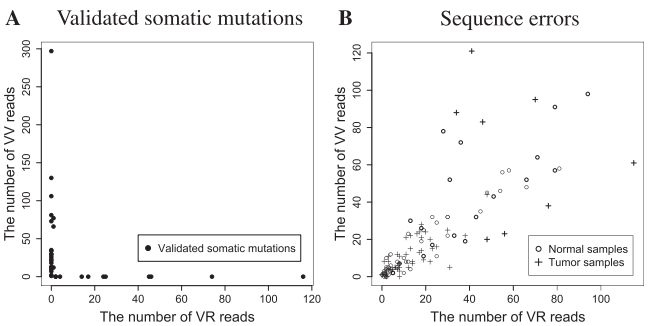 A Validated somatic mutations
The number of VV reads
300
250
200
150
100
50
0
Validated somatic mutations
0 20 40 60 80 100 120
The number of VR reads
B Sequence errors
The number of VV reads
120
100
80
60
40
20
0
Normal samples
Tumor samples
0 20 40 60 80 100
The number of VR reads